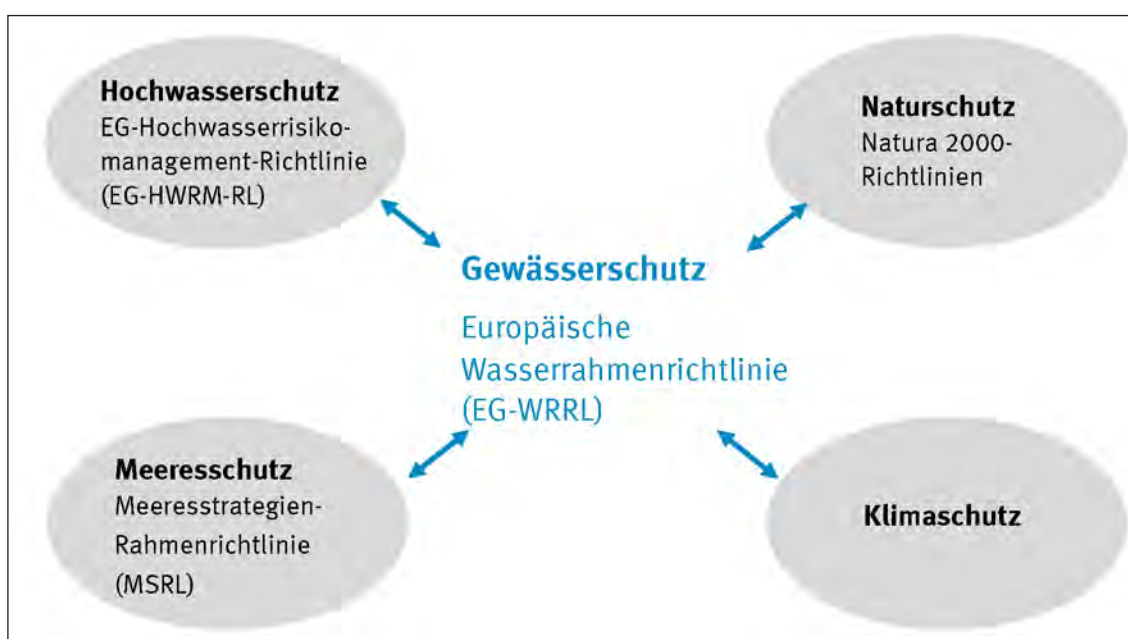 Hochwasserschutz
EG-Hochwasserrisiko-
management-Richtlinie
(EG-HWRM-RL)
Naturschutz
Natura 2000-
Richtlinien
Gewässerschutz
Europäische
Wasserrahmenrichtlinie
(EG-WRRL)
Meeresschutz
Meeresstrategien-
Rahmenrichtlinie
(MSRL)
Klimaschutz